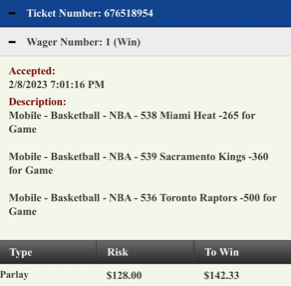 Ticket Number: 676518954
Wager Number: 1 (Win)
Accepted:
2/8/2023 7:01:16 PM
Description:
Mobile - Basketball - NBA - 538 Miami Heat -265 for
Game
Mobile - Basketball - NBA - 539 Sacramento Kings -360
for Game
Mobile - Basketball - NBA - 536 Toronto Raptors -500 for
Game
Type Risk To Win
Parlay $128.00 $142.33